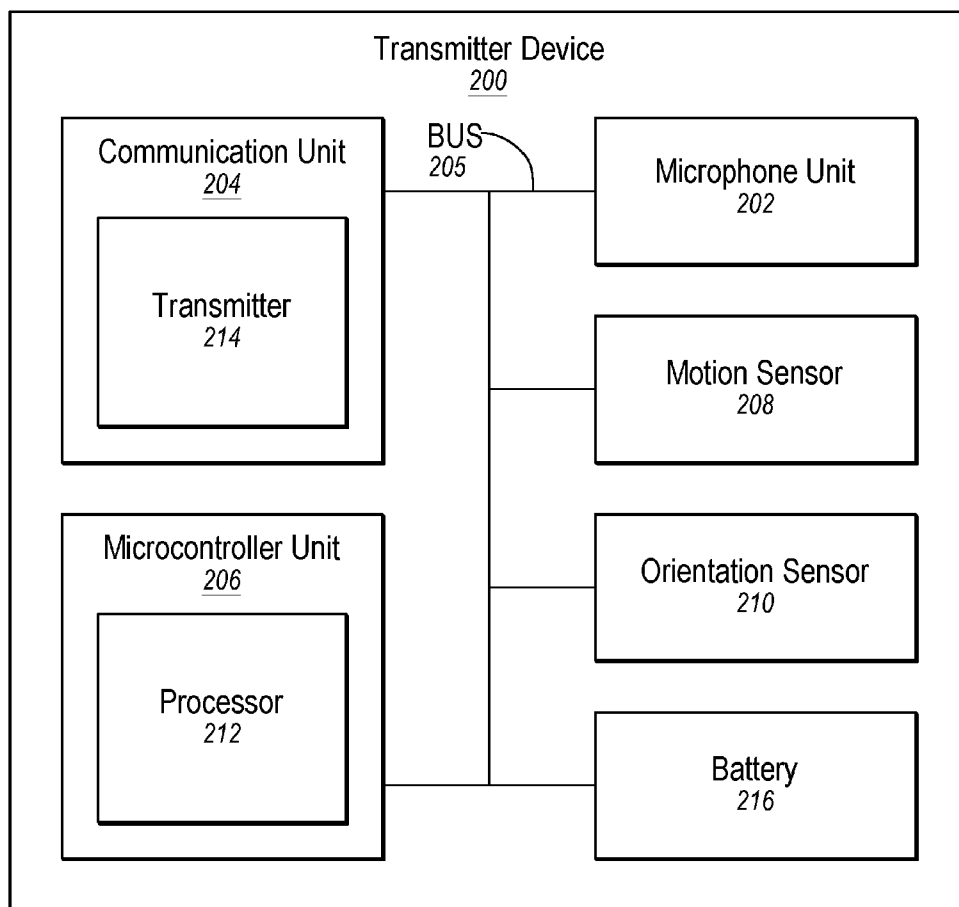 Transmitter Device
200
Communication Unit
204
Transmitter
214
BUS
205
Microphone Unit
202
Motion Sensor
208
Microcontroller Unit
206
Processor
212
Orientation Sensor
210
Battery
216